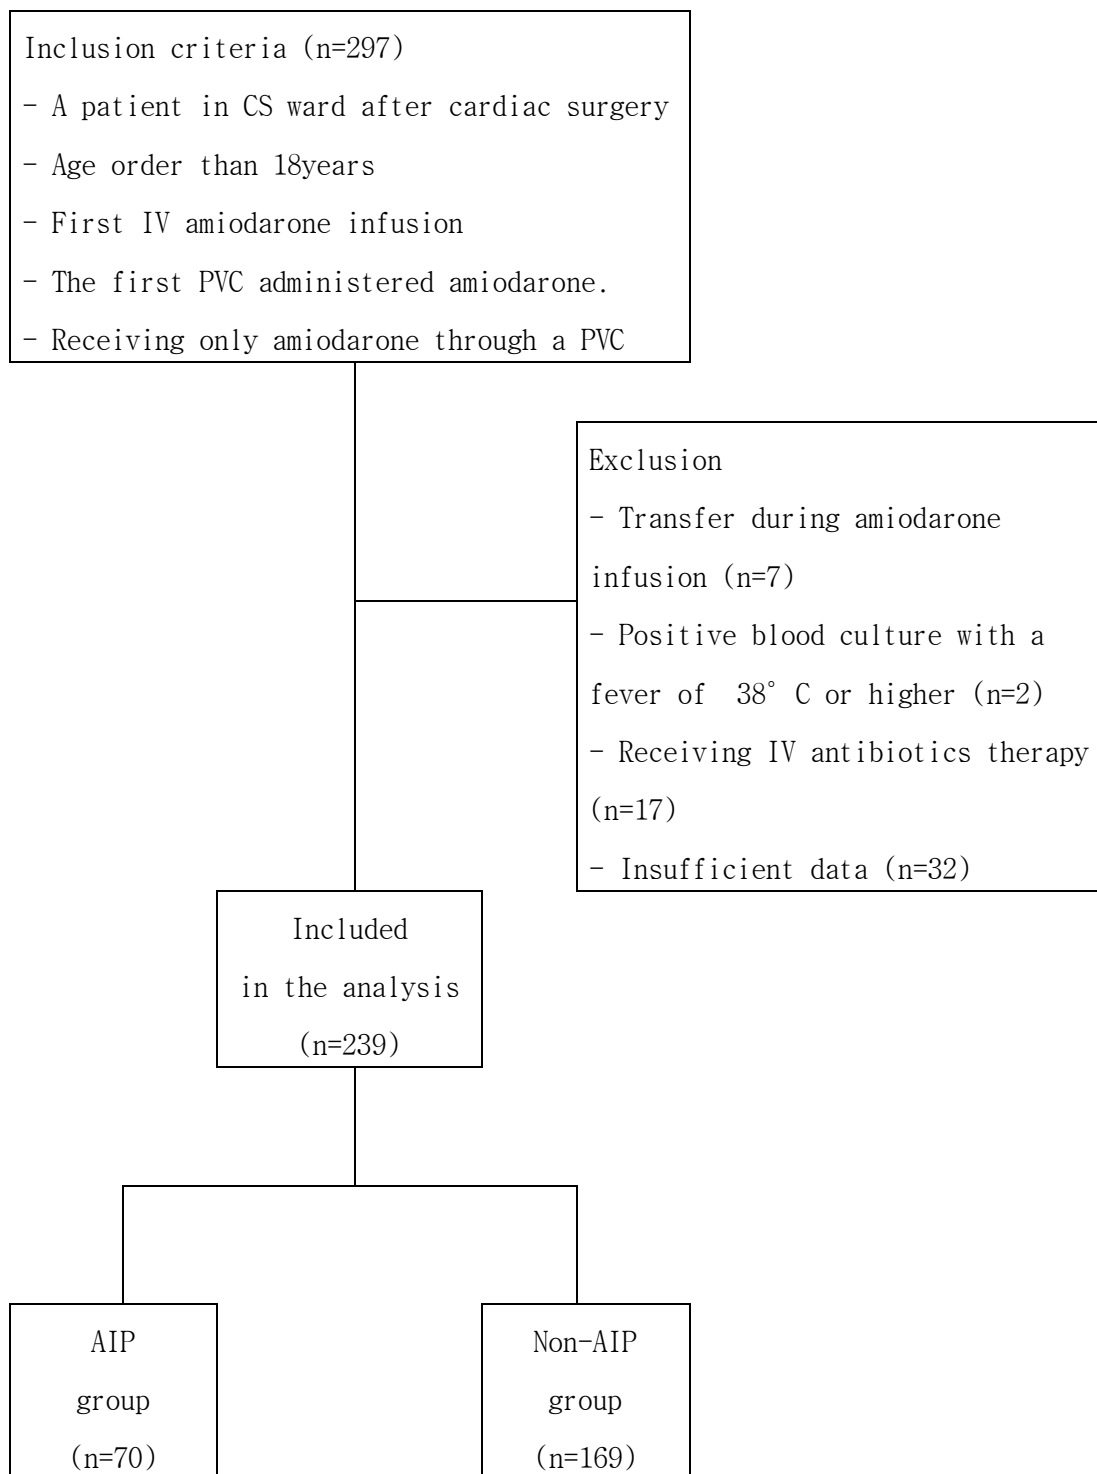 Inclusion criteria (n=297)
- A patient in CS ward after cardiac surgery
- Age order than 18years
- First IV amiodarone infusion
- The first PVC administered amiodarone.
- Receiving only amiodarone through a PVC
Exclusion
- Transfer during amiodarone
infusion (n=7)
- Positive blood culture with a
fever of  38° C or higher (n=2)
- Receiving IV antibiotics therapy
(n=17)
- Insufficient data (n=32)
Included
in the analysis
(n=239)
AIP
group
(n=70)
Non-AIP
group
(n=169)